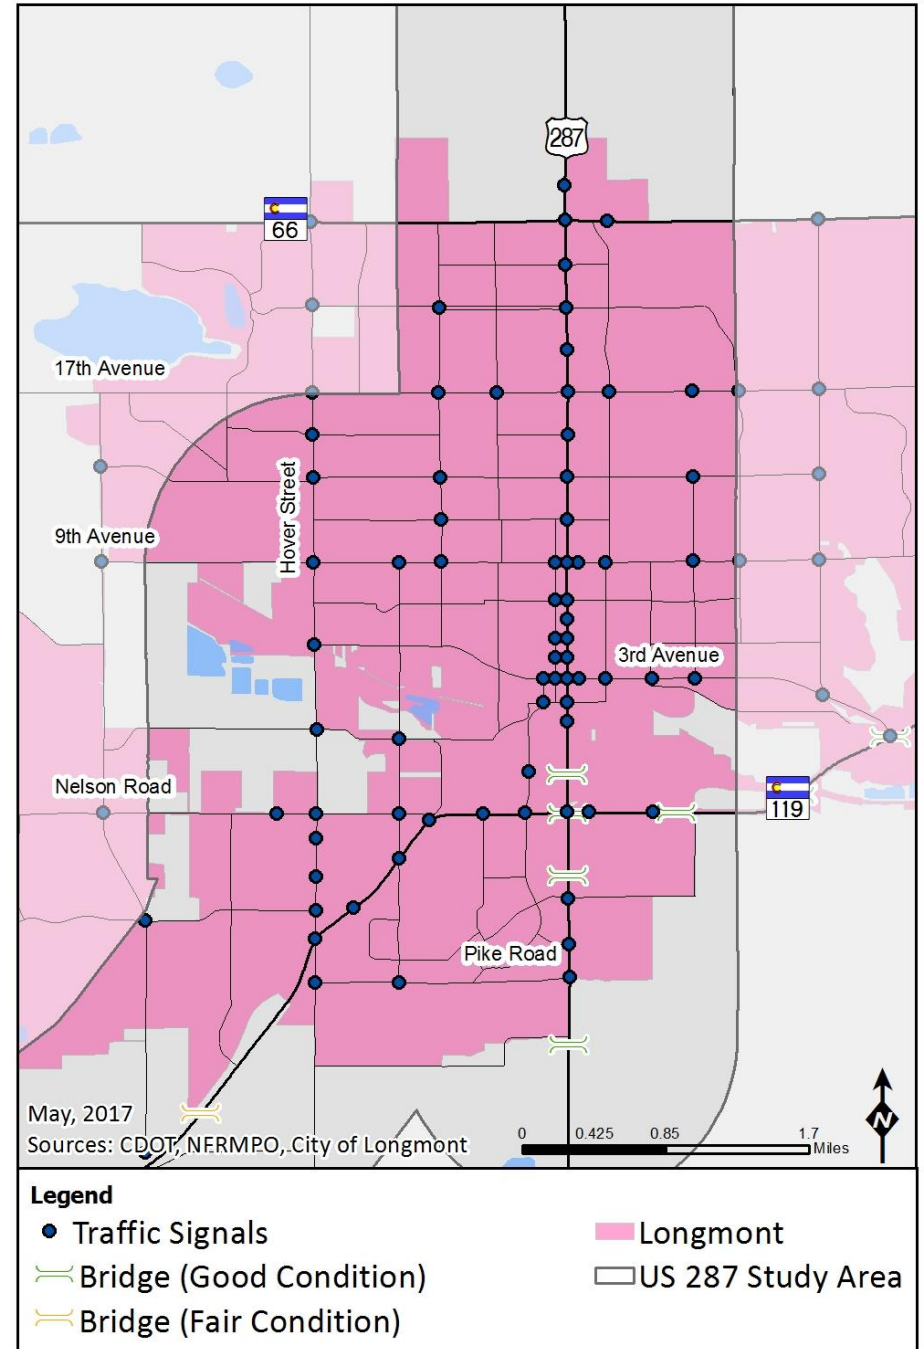 287
66
17th Avenue
Hover Street
9th Avenue
3rd Avenue
Nelson Road
119
Pike Road
May, 2017
Sources: CDOT, NFRMPO, City of Longmont
0 0.425 0.85 1.7
Miles
N
Legend
Traffic Signals
Longmont
Bridge (Good Condition)
US 287 Study Area
Bridge (Fair Condition)